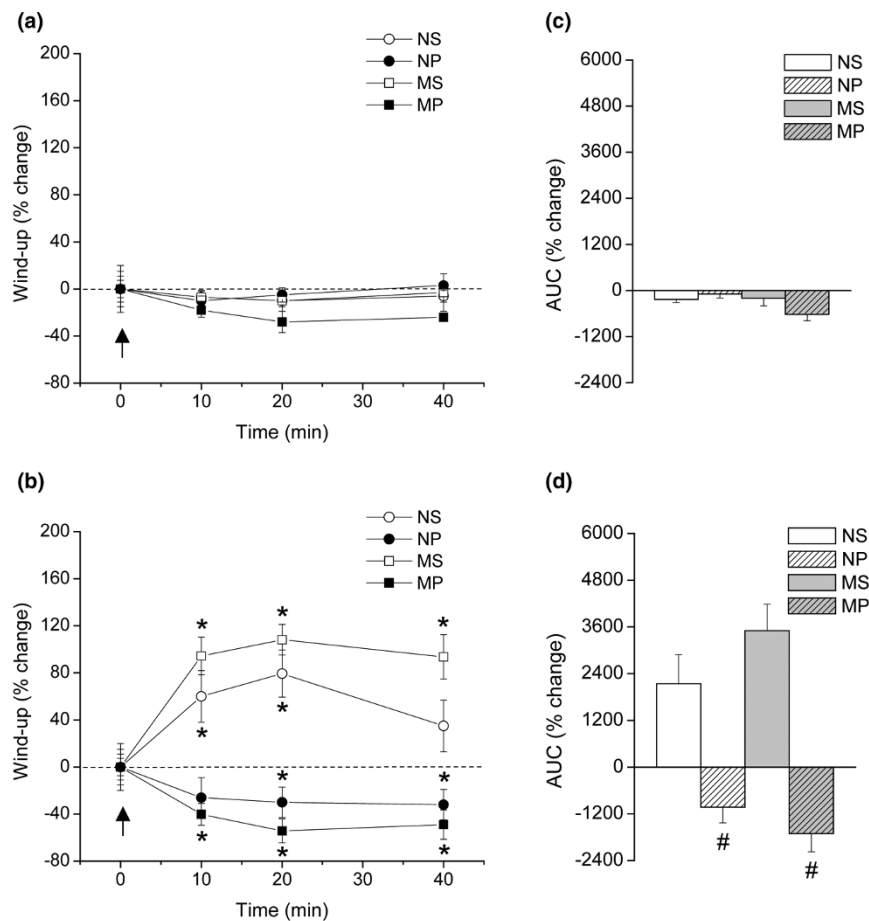 (a)
NS
NP
MS
MP
Wind-up (% change)
200
160
120
80
40
0
-40
-80
0 10 20 30 40
Time (min)
(c)
NS
NP
MS
MP
AUC (% change)
6000
4800
3600
2400
1200
0
-1200
-2400
(b)
NS
NP
MS
MP
Wind-up (% change)
200
160
120
80
40
0
-40
-80
* * *
* *
* *
* * *
0 10 20 30 40
Time (min)
(d)
NS
NP
MS
MP
AUC (% change)
6000
4800
3600
2400
1200
0
-1200
-2400
# #